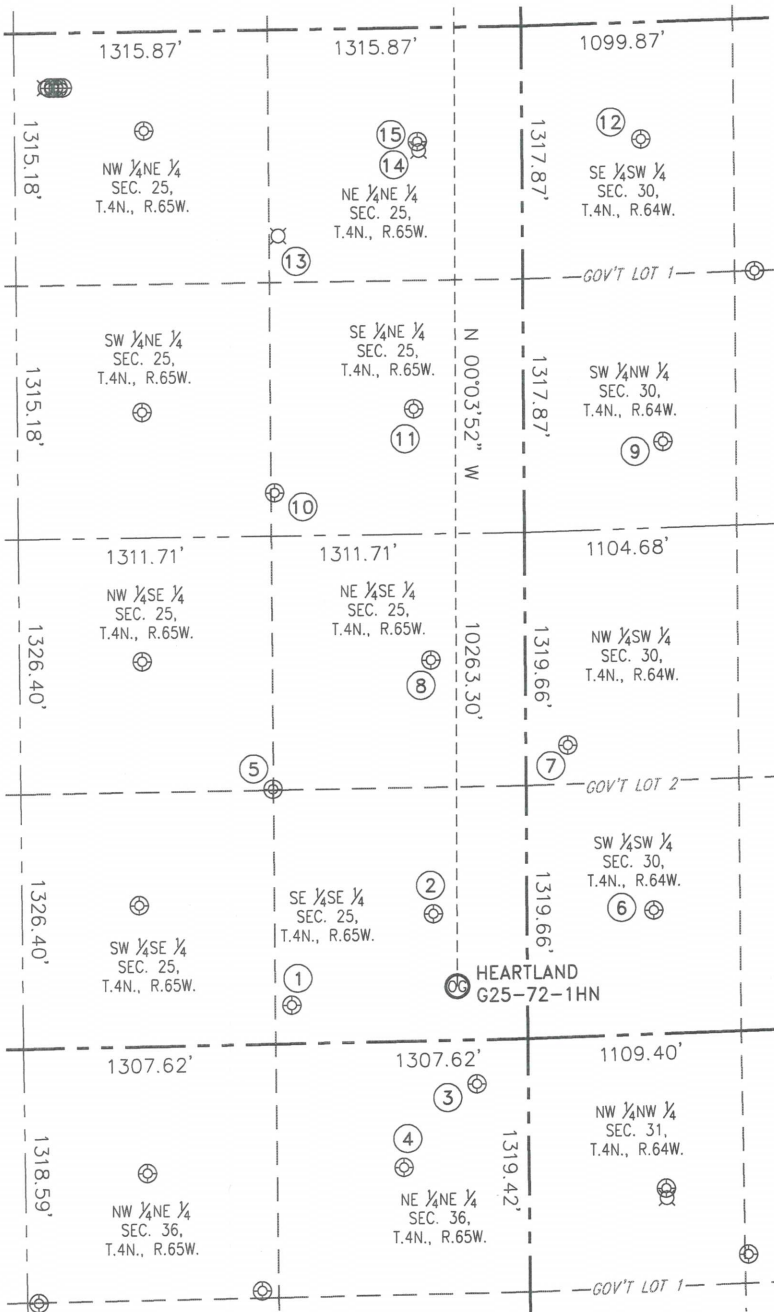 1315.87' 1315.87' 1099.87'
1315.18' 1317.87'
12
15
14
NW ¼NE ¼
SEC. 25,
T.4N., R.65W.
NE ¼NE ¼
SEC. 25,
T.4N., R.65W.
SE ¼SW ¼
SEC. 30,
T.4N., R.64W.
13
GOV'T LOT 1
SW ¼NE ¼
SEC. 25,
T.4N., R.65W.
SE ¼NE ¼
SEC. 25,
T.4N., R.65W.
N 00°03'52" W
SW ¼NW ¼
SEC. 30,
T.4N., R.64W.
1315.18' 1317.87'
11
9
10
1311.71' 1311.71' 1104.68'
NW ¼SE ¼
SEC. 25,
T.4N., R.65W.
NE ¼SE ¼
SEC. 25,
T.4N., R.65W.
NW ¼SW ¼
SEC. 30,
T.4N., R.64W.
1326.40' 10263.30' 1319.66'
8
5
7
GOV'T LOT 2
SW ¼SW ¼
SEC. 30,
T.4N., R.64W.
1326.40' 1319.66'
SE ¼SE ¼
SEC. 25,
T.4N., R.65W.
2
6
SW ¼SE ¼
SEC. 25,
T.4N., R.65W.
1
OG
HEARTLAND
G25-72-1HN
1307.62' 1307.62' 1109.40'
3
4
NW ¼NW ¼
SEC. 31,
T.4N., R.64W.
1318.59' 1319.42'
NW ¼NE ¼
SEC. 36,
T.4N., R.65W.
NE ¼NE ¼
SEC. 36,
T.4N., R.65W.
GOV'T LOT 1